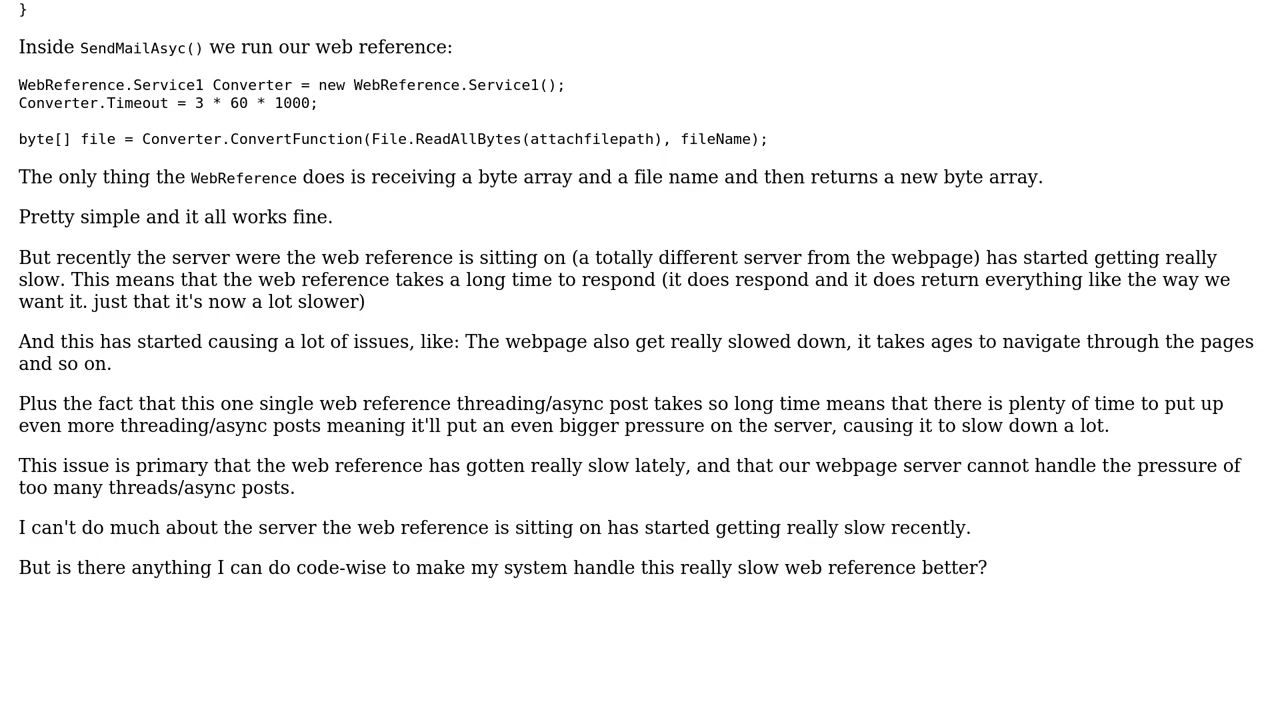 }
Inside SendMailAsyc() we run our web reference:
WebReference.Service1 Converter = new WebReference.Service1();
Converter.Timeout = 3 * 60 * 1000;
byte[] file = Converter.ConvertFunction(File.ReadAllBytes(attachfilepath), fileName);
The only thing the WebReference does is receiving a byte array and a file name and then returns a new byte array.
Pretty simple and it all works fine.
But recently the server were the web reference is sitting on (a totally different server from the webpage) has started getting really
slow. This means that the web reference takes a long time to respond (it does respond and it does return everything like the way we
want it. just that it's now a lot slower)
And this has started causing a lot of issues, like: The webpage also get really slowed down, it takes ages to navigate through the pages
and so on.
Plus the fact that this one single web reference threading/async post takes so long time means that there is plenty of time to put up
even more threading/async posts meaning it'll put an even bigger pressure on the server, causing it to slow down a lot.
This issue is primary that the web reference has gotten really slow lately, and that our webpage server cannot handle the pressure of
too many threads/async posts.
I can't do much about the server the web reference is sitting on has started getting really slow recently.
But is there anything I can do code-wise to make my system handle this really slow web reference better?